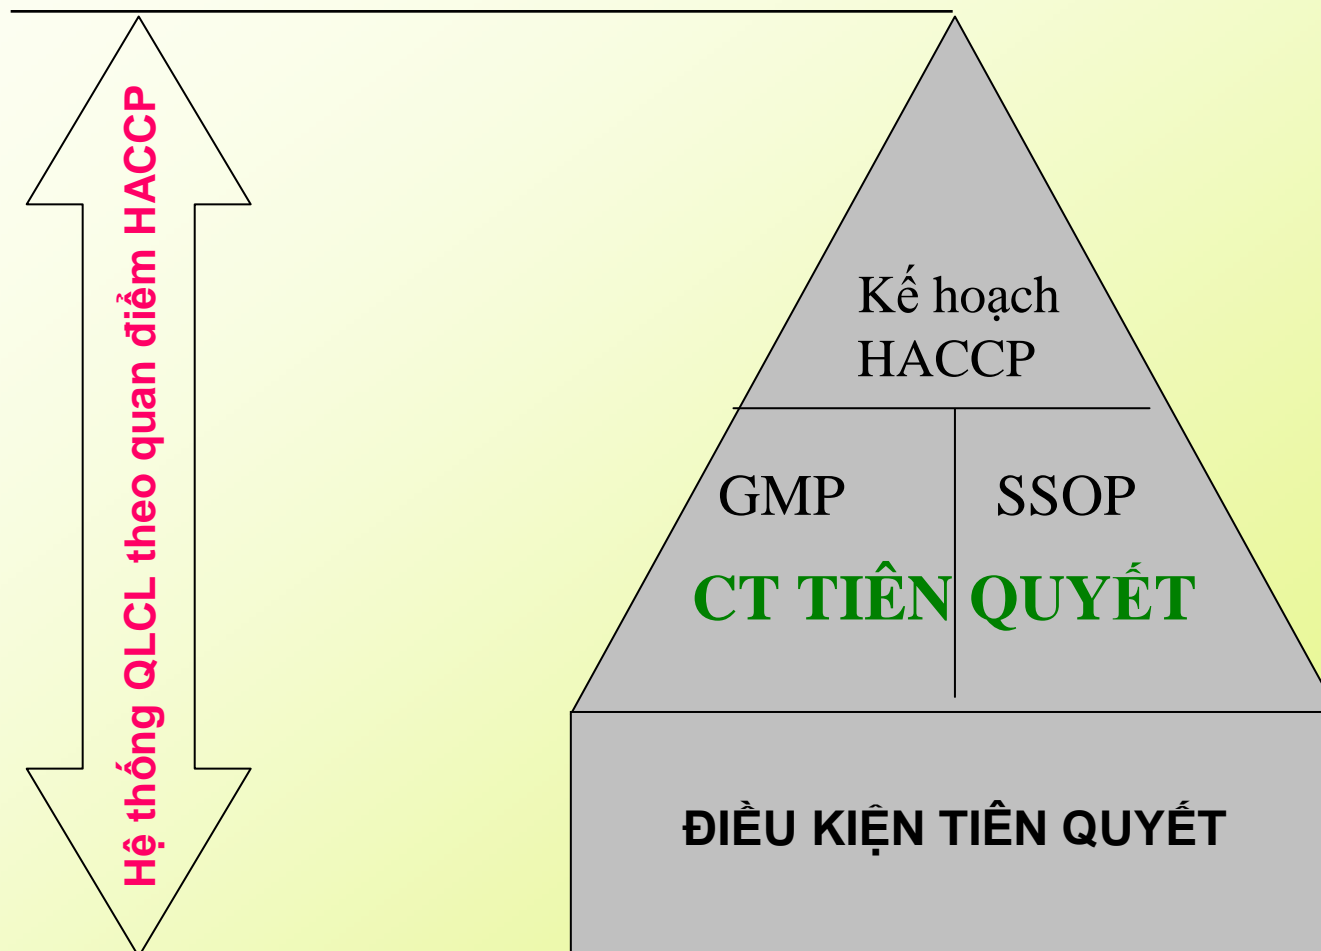 Hệ thống QLCL theo quan điểm HACCP
Kế hoạch
HACCP
GMP SSOP
CT TIÊN QUYẾT
ĐIỀU KIỆN TIÊN QUYẾT